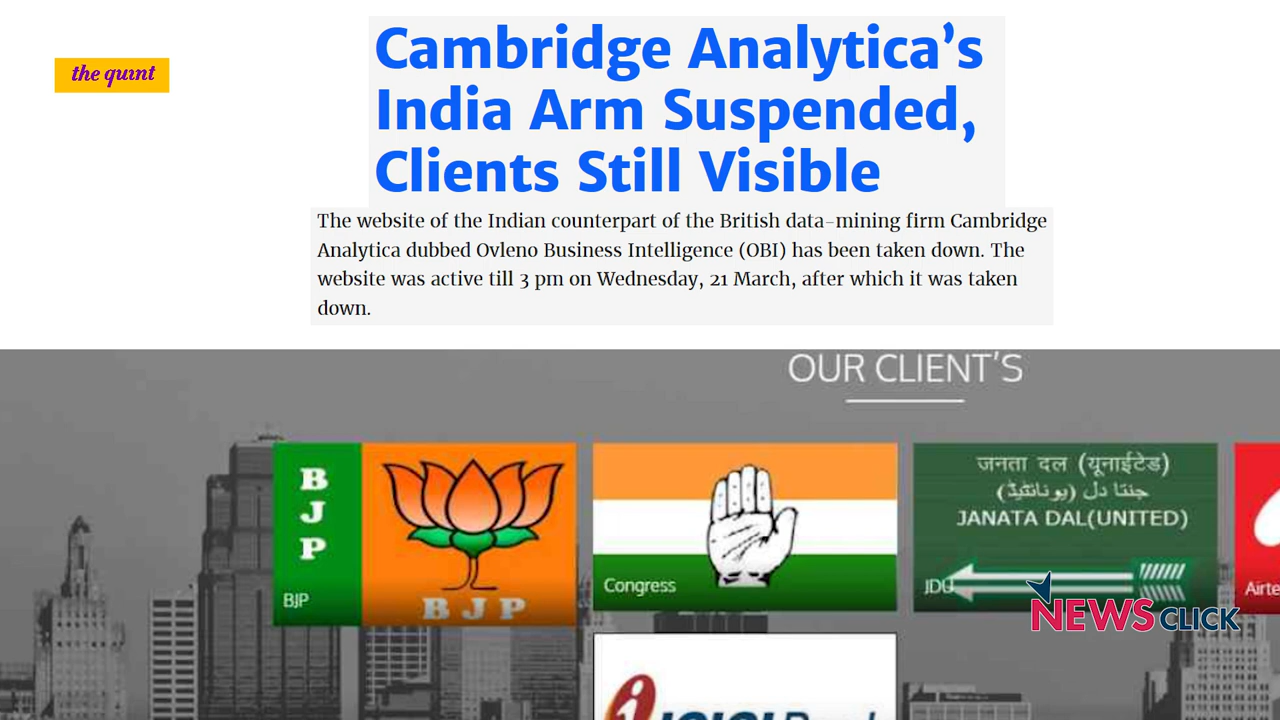 the quint
Cambridge Analytica’s
India Arm Suspended,
Clients Still Visible
The website of the Indian counterpart of the British data-mining firm Cambridge
Analytica dubbed Ovleno Business Intelligence (OBI) has been taken down. The
website was active till 3 pm on Wednesday, 21 March, after which it was taken
down.
OUR CLIENT'S
B
J
P
BJP
BJP
Congress
जनता दल (यूनाईटेड)
جنتا دل (یونائٹیڈ)
JANATA DAL(UNITED)
JDU
Airte
NEWSCLICK